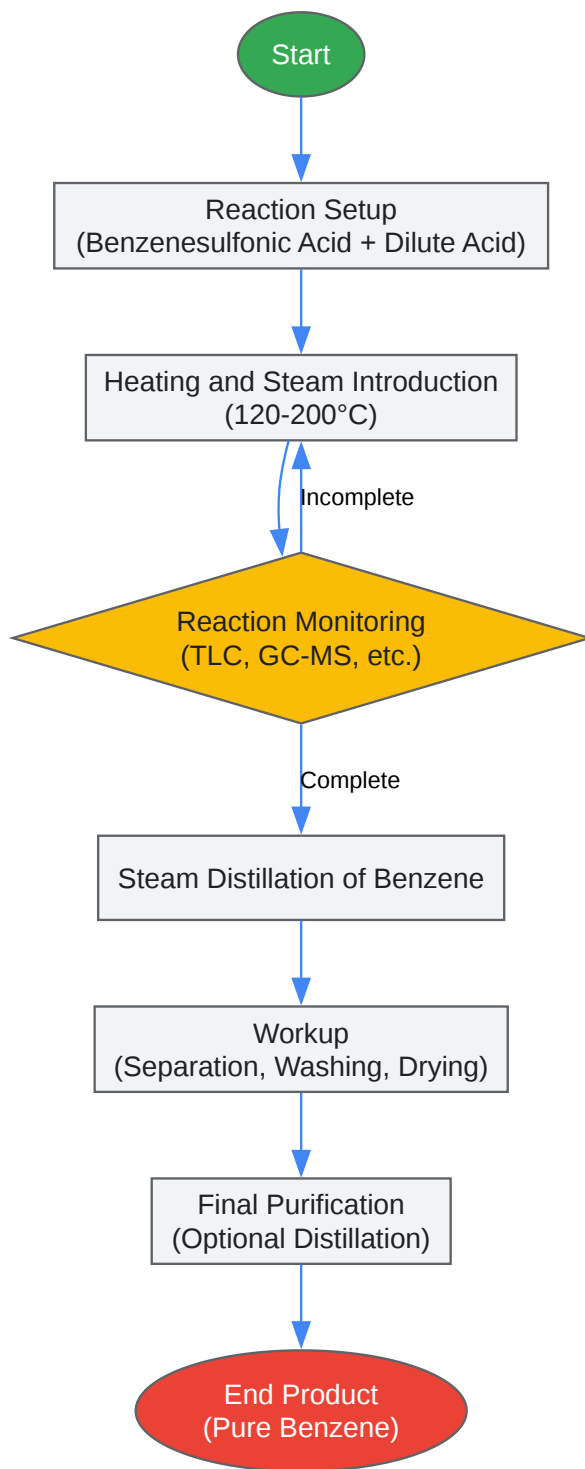 Start
Reaction Setup
(Benzenesulfonic Acid + Dilute Acid)
Heating and Steam Introduction
(120-200°C)
Incomplete
Reaction Monitoring
(TLC, GC-MS, etc.)
Complete
Steam Distillation of Benzene
Workup
(Separation, Washing, Drying)
Final Purification
(Optional Distillation)
End Product
(Pure Benzene)